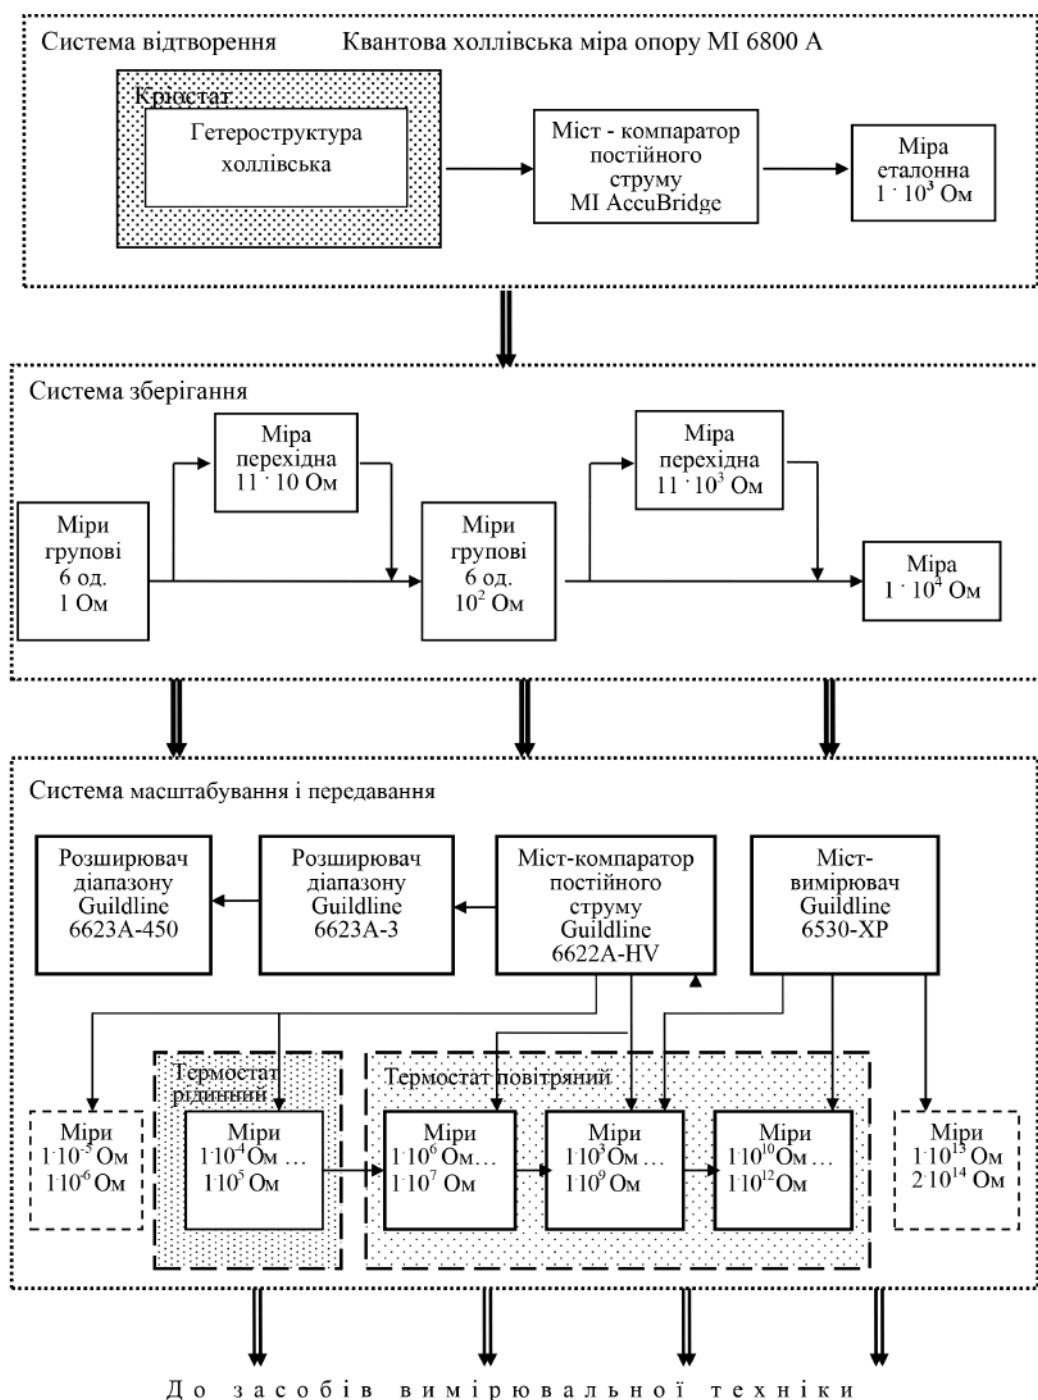 Система відтворення Квантова холлівська міра опору МІ 6800 А
Кріостат
Гетероструктура
холлівська
Міст - компаратор
постійного
струму
MI AccuBridge
Міра
еталонна
1 · 10³ Ом
Система зберігання
Міра
перехідна
11 · 10 Ом
Міра
перехідна
11 · 10³ Ом
Міри
групові
6 од.
1 Ом
Міри
групові
6 од.
10² Ом
Міра
1 · 10⁴ Ом
Система масштабування і передавання
Розширювач
діапазону
Guildline
6623A-450
Розширювач
діапазону
Guildline
6623A-3
Міст-компаратор
постійного
струму
Guildline
6622A-HV
Міст-
вимірювач
Guildline
6530-XP
Термостат
рідинний
Термостат повітряний
Міри
1·10⁻⁵ Ом
1·10⁻⁶ Ом
Міри
1·10⁻⁴ Ом ...
1·10⁵ Ом
Міри
1·10⁶ Ом...
1·10⁷ Ом
Міри
1·10³ Ом ...
1·10⁹ Ом
Міри
1·10¹⁰ Ом ...
1·10¹² Ом
Міри
1·10¹³ Ом
2·10¹⁴ Ом
До засобів вимірювальної техніки